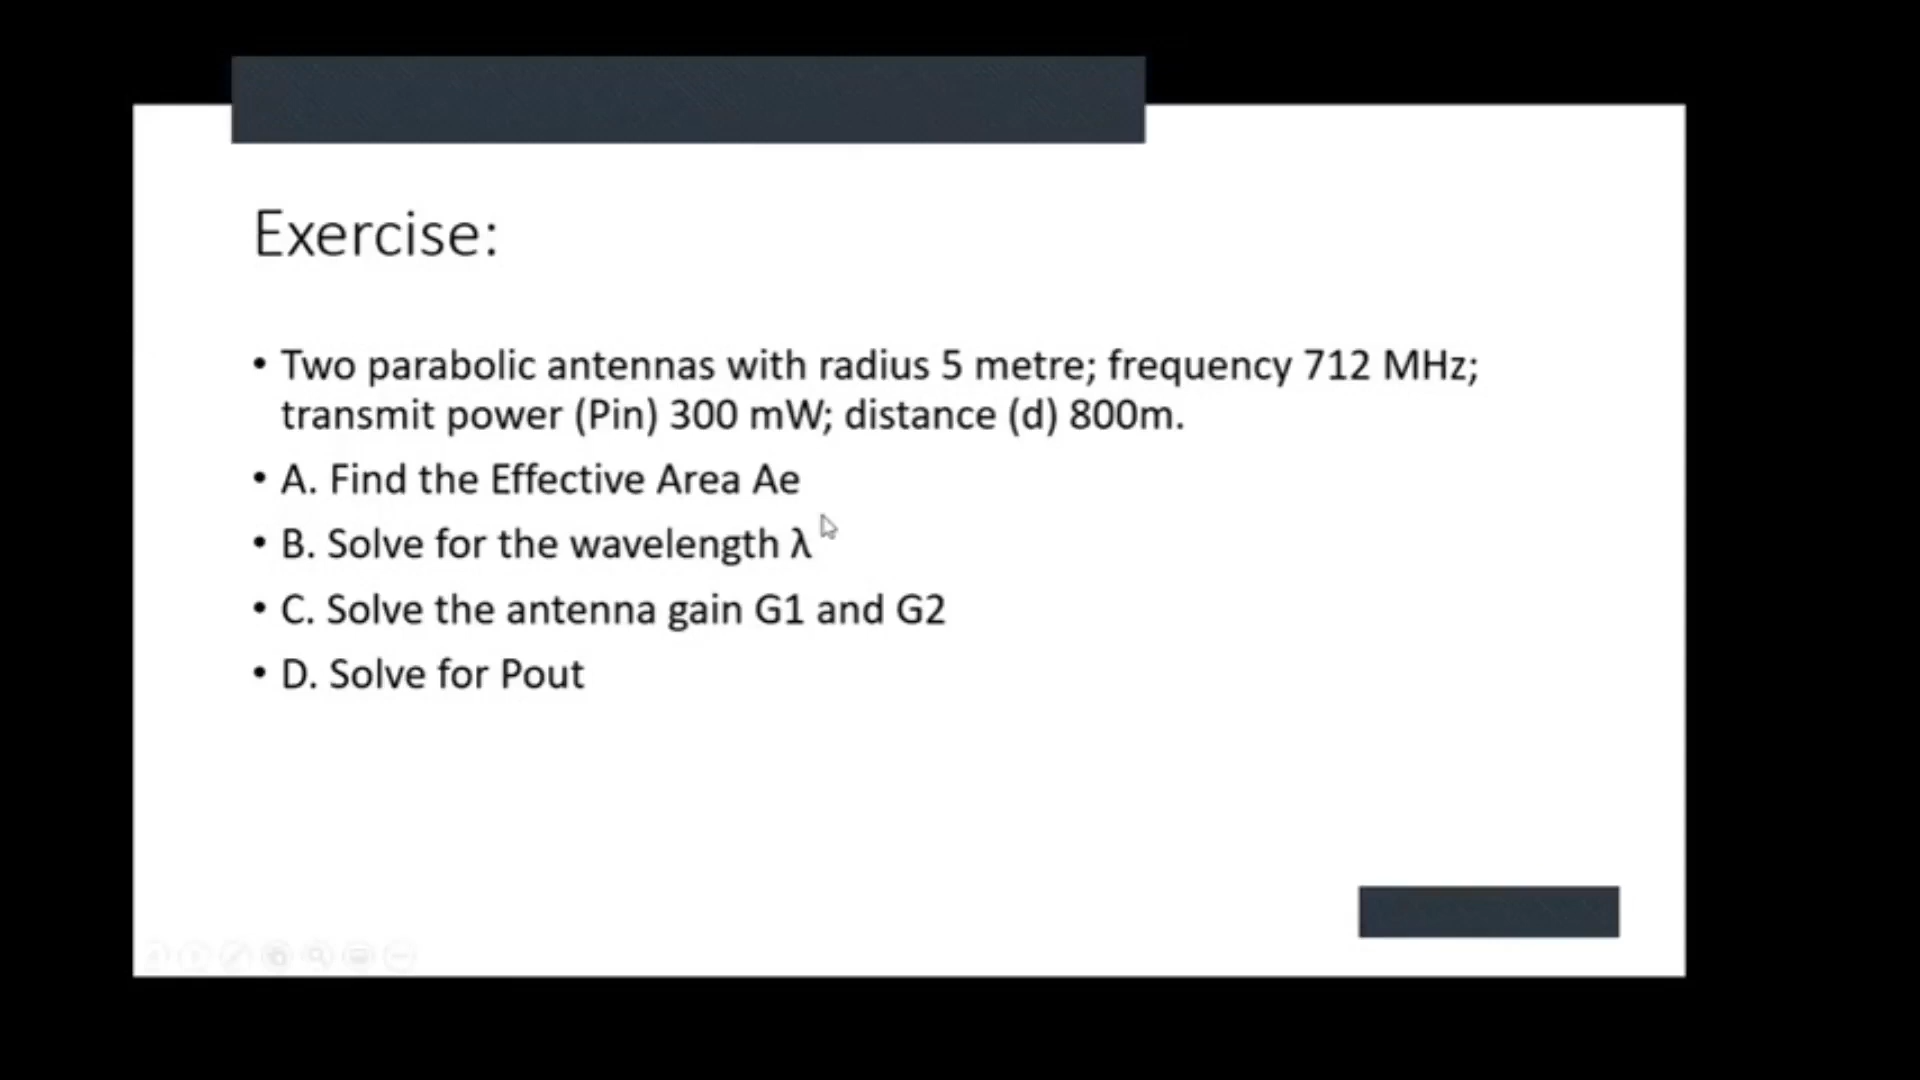 Exercise:
• Two parabolic antennas with radius 5 metre; frequency 712 MHz;
transmit power (Pin) 300 mW; distance (d) 800m.
• A. Find the Effective Area Ae
• B. Solve for the wavelength λ
• C. Solve the antenna gain G1 and G2
• D. Solve for Pout